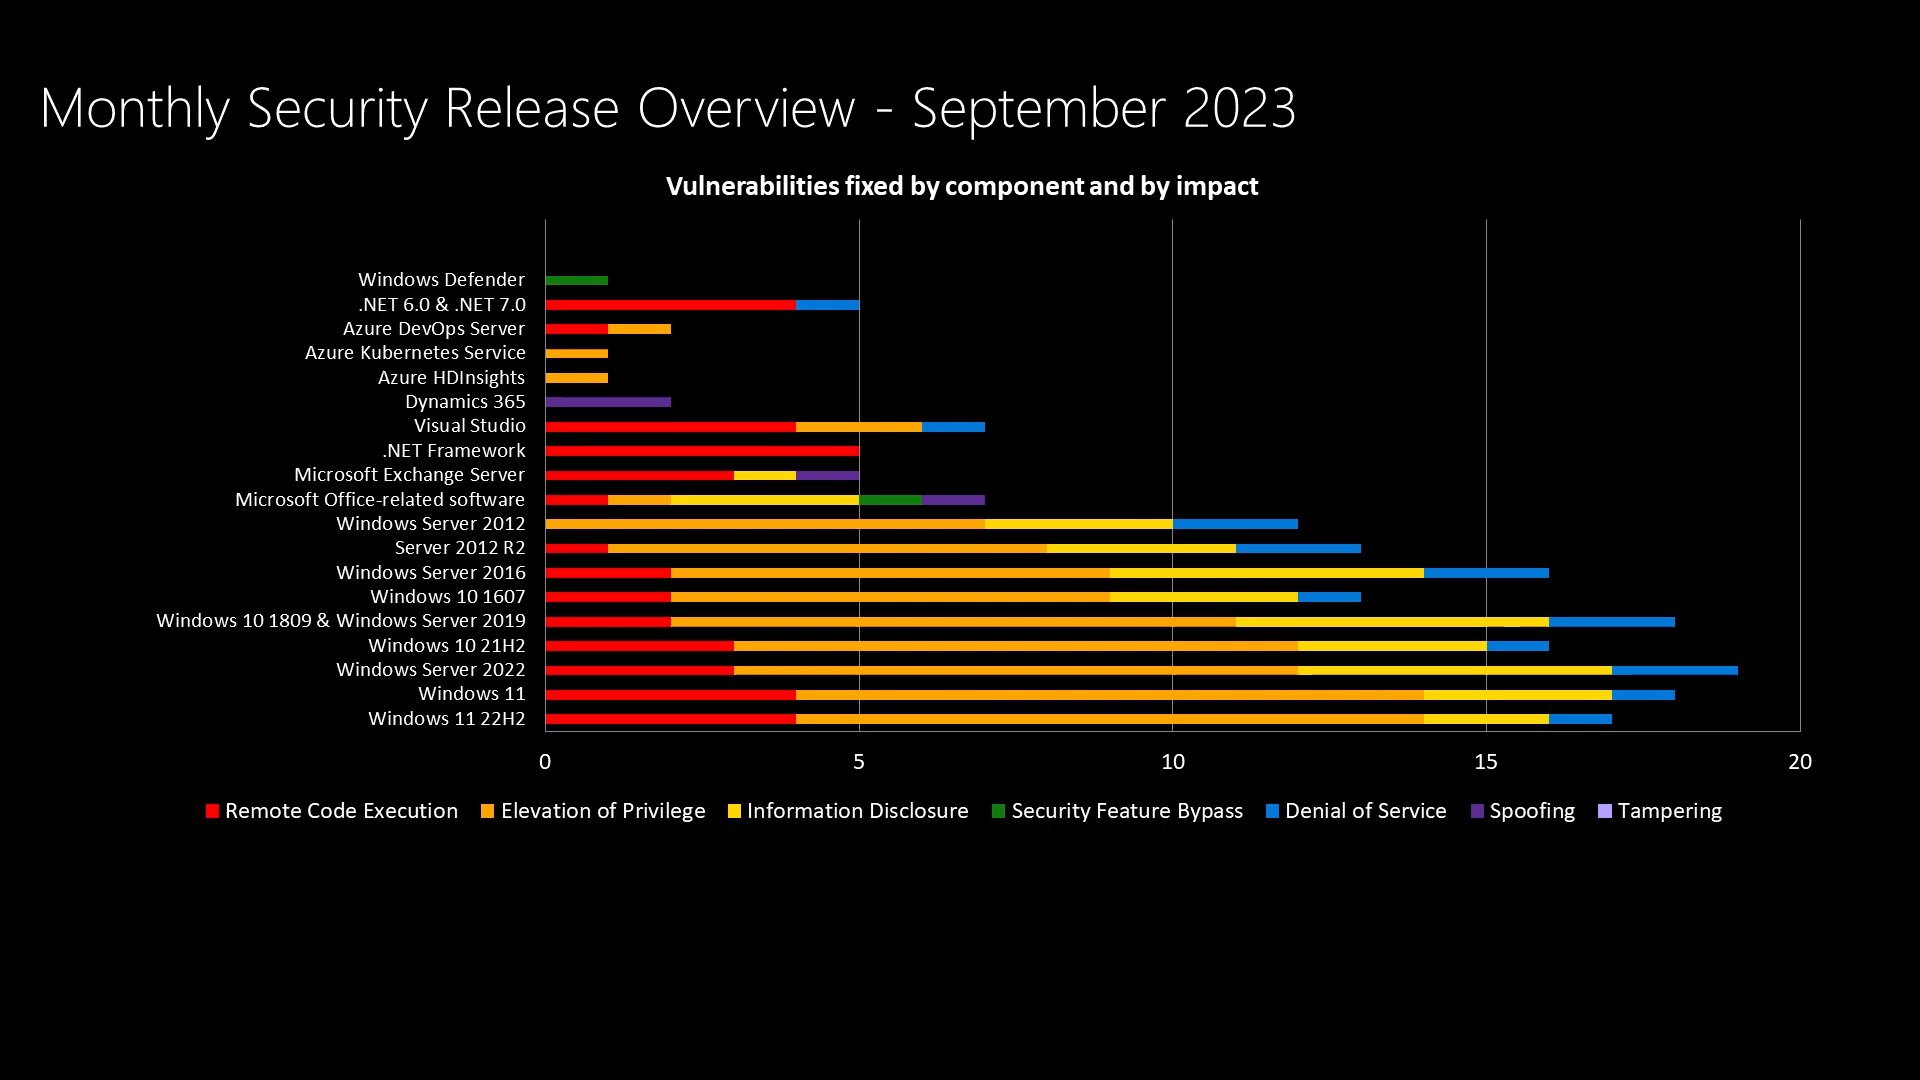 Monthly Security Release Overview - September 2023
Vulnerabilities fixed by component and by impact
Windows Defender
.NET 6.0 & .NET 7.0
Azure DevOps Server
Azure Kubernetes Service
Azure HDInsights
Dynamics 365
Visual Studio
.NET Framework
Microsoft Exchange Server
Microsoft Office-related software
Windows Server 2012
Server 2012 R2
Windows Server 2016
Windows 10 1607
Windows 10 1809 & Windows Server 2019
Windows 10 21H2
Windows Server 2022
Windows 11
Windows 11 22H2
0 5 10 15 20
Remote Code Execution Elevation of Privilege Information Disclosure Security Feature Bypass Denial of Service Spoofing Tampering